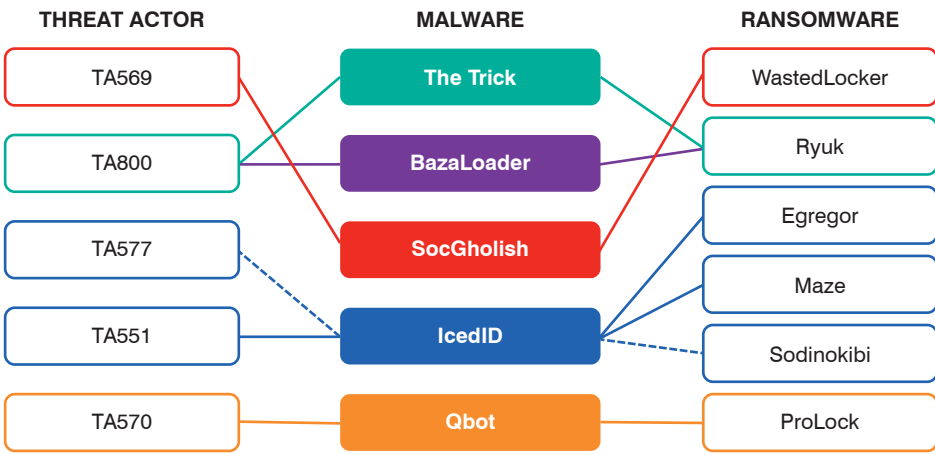 THREAT ACTOR
MALWARE
RANSOMWARE
TA569
The Trick
WastedLocker
TA800
BazaLoader
Ryuk
TA577
SocGholish
Egregor
TA551
IcedID
Maze
Sodinokibi
TA570
Qbot
ProLock